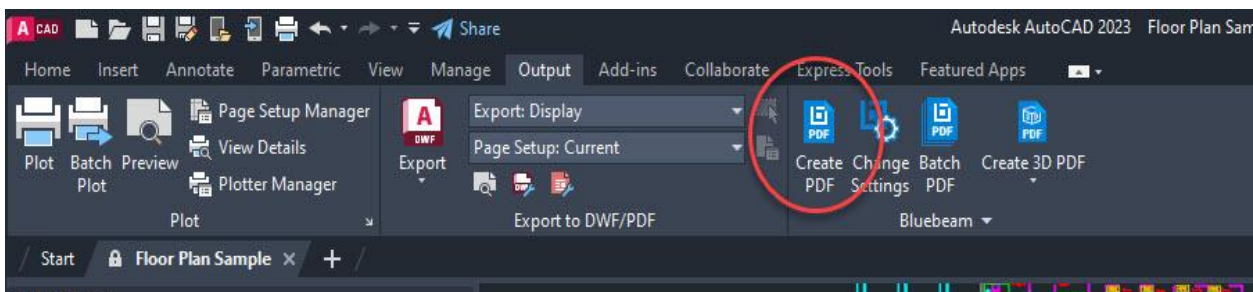 A CAD Share Autodesk AutoCAD 2023 Floor Plan Sam
Home Insert Annotate Parametric View Manage Output Add-ins Collaborate Express Tools Featured Apps
Plot
Batch Plot
Preview
Page Setup Manager
View Details
Plotter Manager
Plot
A DWF
Export
Export: Display
Page Setup: Current
DWF
Export to DWF/PDF
PDF
Create PDF
Change Settings
PDF
Batch PDF
PDF
Create 3D PDF
Bluebeam
Start Floor Plan Sample × +